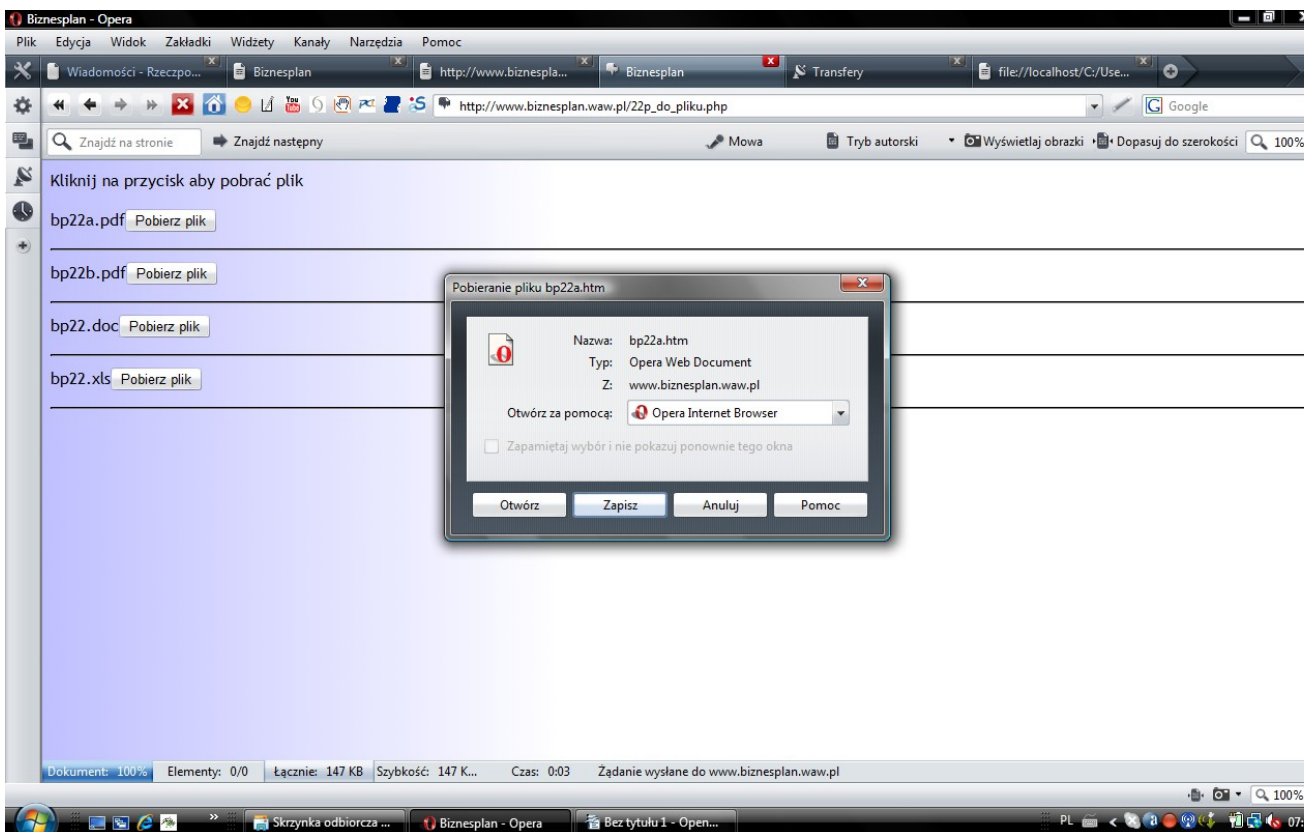 Biznesplan - Opera
Plik Edycja Widok Zakładki Widżety Kanały Narzędzia Pomoc
Wiadomości - Rzeczpo... Biznesplan http://www.biznespla... Biznesplan Transfery file://localhost/C:/Use...
http://www.biznesplan.waw.pl/22p_do_pliku.php Google
Znajdź na stronie Znajdź następny Mowa Tryb autorski Wyświetlaj obrazki Dopasuj do szerokości 100%
Kliknij na przycisk aby pobrać plik
bp22a.pdf Pobierz plik
bp22b.pdf Pobierz plik
bp22.doc Pobierz plik
bp22.xls Pobierz plik
Pobieranie pliku bp22a.htm
Nazwa: bp22a.htm
Typ: Opera Web Document
Z: www.biznesplan.waw.pl
Otwórz za pomocą: Opera Internet Browser
Zapamiętaj wybór i nie pokazuj ponownie tego okna
Otwórz Zapisz Anuluj Pomoc
Dokument: 100% Elementy: 0/0 Łącznie: 147 KB Szybkość: 147 K... Czas: 0:03 Żądanie wysłane do www.biznesplan.waw.pl
100%
Skrzynka odbiorcza ... Biznesplan - Opera Bez tytułu 1 - Open... PL 07: